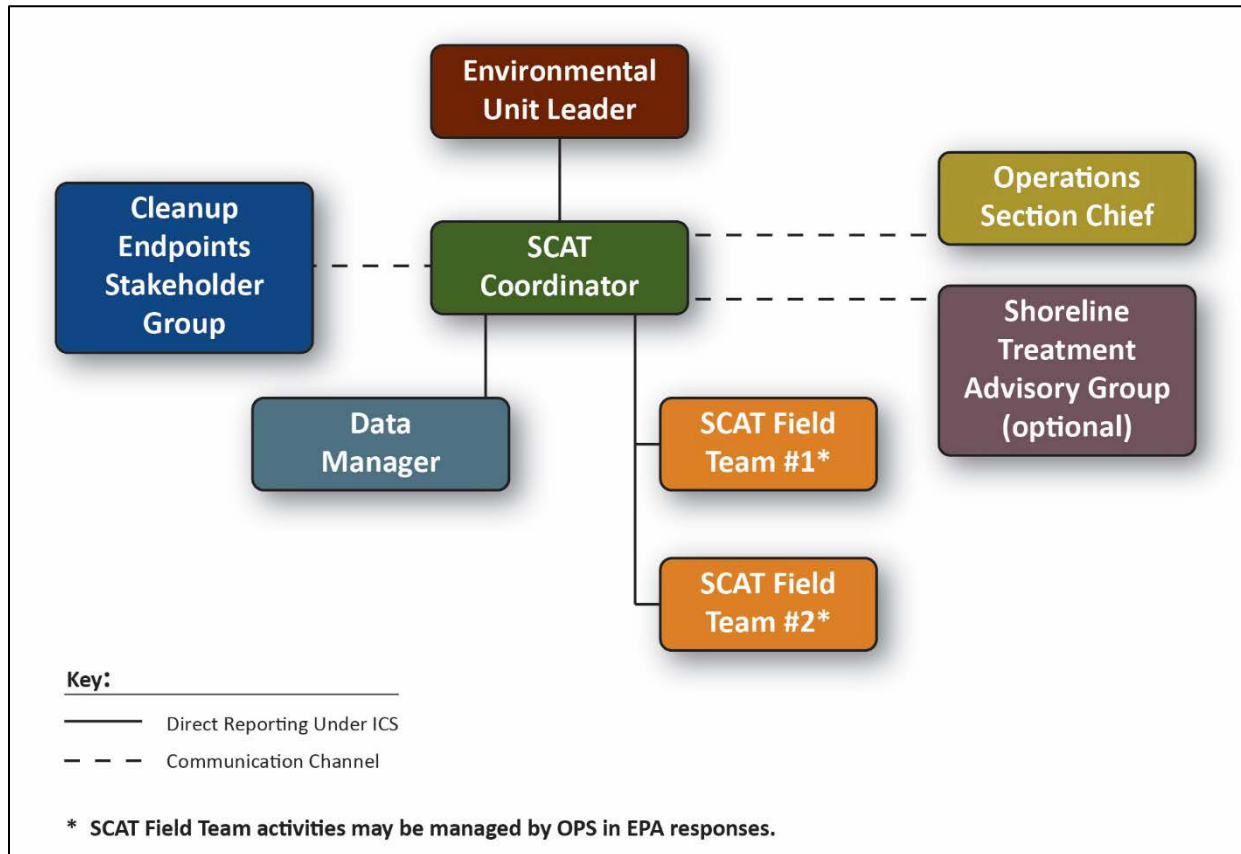 Environmental
Unit Leader
Cleanup
Endpoints
Stakeholder
Group
SCAT
Coordinator
Operations
Section Chief
Shoreline
Treatment
Advisory Group
(optional)
Data
Manager
SCAT Field
Team #1*
SCAT Field
Team #2*
Key:
Direct Reporting Under ICS
Communication Channel
* SCAT Field Team activities may be managed by OPS in EPA responses.